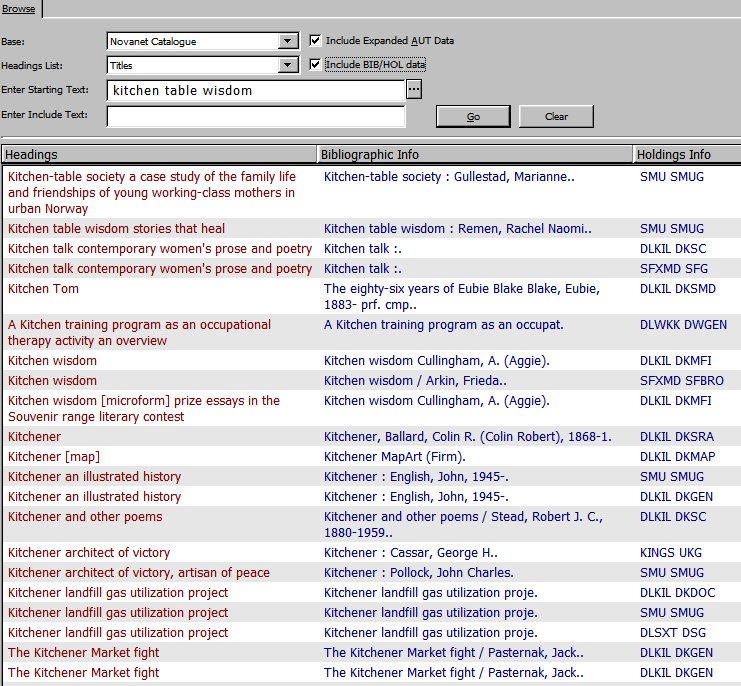 Browse
Base: Novanet Catalogue Include Expanded AUT Data
Headings List: Titles Include BIB/HOL data
Enter Starting Text: kitchen table wisdom ...
Enter Include Text: Go Clear
Headings Bibliographic Info Holdings Info
Kitchen-table society a case study of the family life Kitchen-table society : Gullestad, Marianne.. SMU SMUG
and friendships of young working-class mothers in
urban Norway
Kitchen table wisdom stories that heal Kitchen table wisdom : Remen, Rachel Naomi.. SMU SMUG
Kitchen talk contemporary women's prose and poetry Kitchen talk :. DLKIL DKSC
Kitchen talk contemporary women's prose and poetry Kitchen talk :. SFXMD SFG
Kitchen Tom The eighty-six years of Eubie Blake Blake, Eubie, DLKIL DKSMD
1883- prf. cmp..
A Kitchen training program as an occupational A Kitchen training program as an occupat. DLWKK DWGEN
therapy activity an overview
Kitchen wisdom Kitchen wisdom Cullingham, A. (Aggie). DLKIL DKMFI
Kitchen wisdom Kitchen wisdom / Arkin, Frieda.. SFXMD SFBRO
Kitchen wisdom [microform] prize essays in the Kitchen wisdom Cullingham, A. (Aggie). DLKIL DKMFI
Souvenir range literary contest
Kitchener Kitchener, Ballard, Colin R. (Colin Robert), 1868-1. DLKIL DKSRA
Kitchener [map] Kitchener MapArt (Firm). DLKIL DKMAP
Kitchener an illustrated history Kitchener : English, John, 1945-. SMU SMUG
Kitchener an illustrated history Kitchener : English, John, 1945-. DLKIL DKGEN
Kitchener and other poems Kitchener and other poems / Stead, Robert J. C., DLKIL DKSC
1880-1959..
Kitchener architect of victory Kitchener : Cassar, George H.. KINGS UKG
Kitchener architect of victory, artisan of peace Kitchener : Pollock, John Charles. SMU SMUG
Kitchener landfill gas utilization project Kitchener landfill gas utilization proje. DLKIL DKDOC
Kitchener landfill gas utilization project Kitchener landfill gas utilization proje. SMU SMUG
Kitchener landfill gas utilization project Kitchener landfill gas utilization proje. DLSXT DSG
The Kitchener Market fight The Kitchener Market fight / Pasternak, Jack.. DLKIL DKGEN
The Kitchener Market fight The Kitchener Market fight / Pasternak, Jack.. DLKIL DKGEN